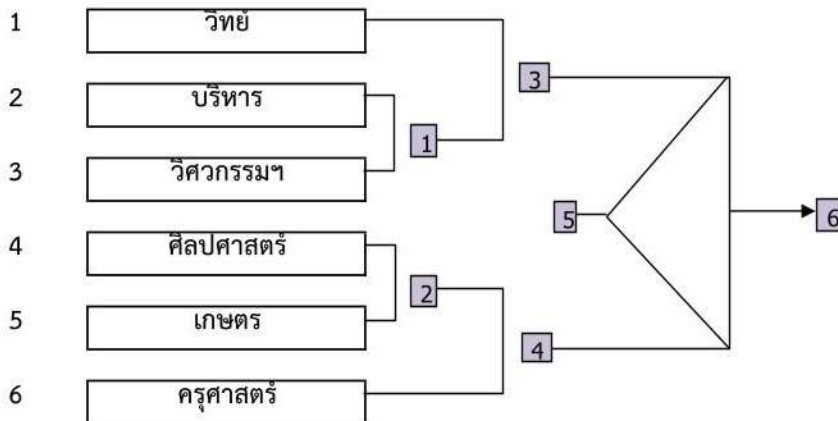 1 วิทย์
3
2 บริหาร
1
3 วิศวกรรมฯ
5
6
4 ศิลปศาสตร์
2
5 เกษตร
4
6 ครุศาสตร์